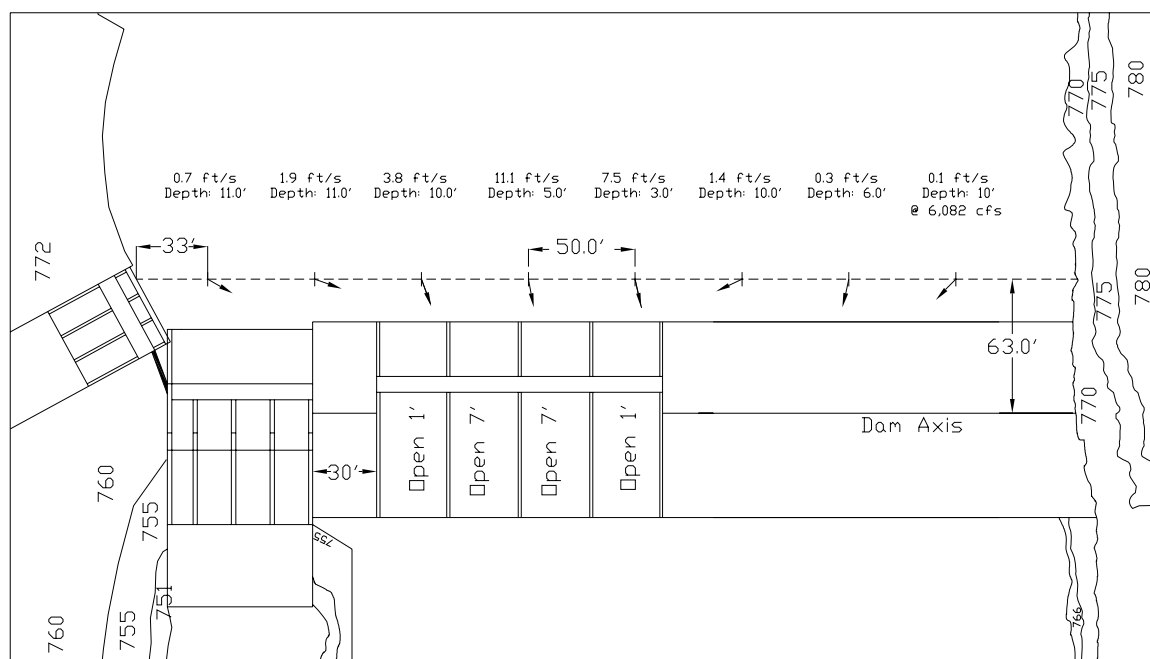 0.7 ft/s
Depth: 11.0'
1.9 ft/s
Depth: 11.0'
3.8 ft/s
Depth: 10.0'
11.1 ft/s
Depth: 5.0'
7.5 ft/s
Depth: 3.0'
1.4 ft/s
Depth: 10.0'
0.3 ft/s
Depth: 6.0'
0.1 ft/s
Depth: 10'
@ 6,082 cfs
770
775
780
772
33'
50.0'
775
780
63.0'
770
Dam Axis
Open 1'
Open 7'
Open 7'
Open 1'
30'
760
755
755
751
760
755
766